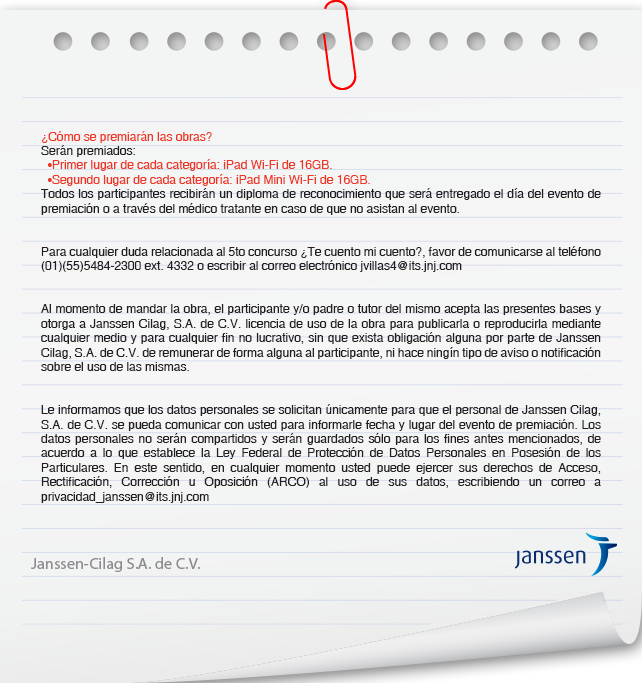 ¿Cómo se premiarán las obras?
Serán premiados:
•Primer lugar de cada categoría: iPad Wi-Fi de 16GB.
•Segundo lugar de cada categoría: iPad Mini Wi-Fi de 16GB.
Todos los participantes recibirán un diploma de reconocimiento que será entregado el día del evento de
premiación o a través del médico tratante en caso de que no asistan al evento.
Para cualquier duda relacionada al 5to concurso ¿Te cuento mi cuento?, favor de comunicarse al teléfono
(01)(55)5484-2300 ext. 4332 o escribir al correo electrónico jvillas4@its.jnj.com
Al momento de mandar la obra, el participante y/o padre o tutor del mismo acepta las presentes bases y
otorga a Janssen Cilag, S.A. de C.V. licencia de uso de la obra para publicarla o reproducirla mediante
cualquier medio y para cualquier fin no lucrativo, sin que exista obligación alguna por parte de Janssen
Cilag, S.A. de C.V. de remunerar de forma alguna al participante, ni hace ningín tipo de aviso o notificación
sobre el uso de las mismas.
Le informamos que los datos personales se solicitan únicamente para que el personal de Janssen Cilag,
S.A. de C.V. se pueda comunicar con usted para informarle fecha y lugar del evento de premiación. Los
datos personales no serán compartidos y serán guardados sólo para los fines antes mencionados, de
acuerdo a lo que establece la Ley Federal de Protección de Datos Personales en Posesión de los
Particulares. En este sentido, en cualquier momento usted puede ejercer sus derechos de Acceso,
Rectificación, Corrección u Oposición (ARCO) al uso de sus datos, escribiendo un correo a
privacidad_janssen@its.jnj.com
Janssen-Cilag S.A. de C.V.
janssen